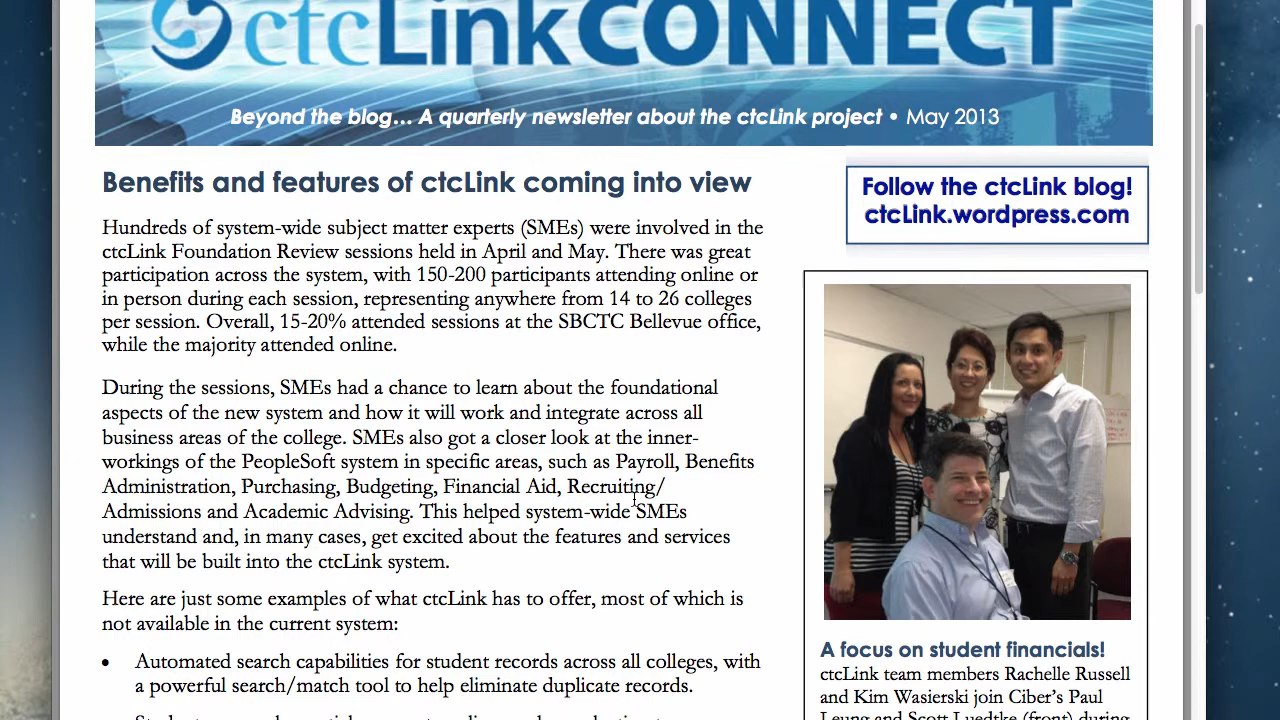 ctcLinkCONNECT
Beyond the blog... A quarterly newsletter about the ctcLink project • May 2013
Benefits and features of ctcLink coming into view
Hundreds of system-wide subject matter experts (SMEs) were involved in the
ctcLink Foundation Review sessions held in April and May. There was great
participation across the system, with 150-200 participants attending online or
in person during each session, representing anywhere from 14 to 26 colleges
per session. Overall, 15-20% attended sessions at the SBCTC Bellevue office,
while the majority attended online.
During the sessions, SMEs had a chance to learn about the foundational
aspects of the new system and how it will work and integrate across all
business areas of the college. SMEs also got a closer look at the inner-
workings of the PeopleSoft system in specific areas, such as Payroll, Benefits
Administration, Purchasing, Budgeting, Financial Aid, Recruiting/
Admissions and Academic Advising. This helped system-wide SMEs
understand and, in many cases, get excited about the features and services
that will be built into the ctcLink system.
Here are just some examples of what ctcLink has to offer, most of which is
not available in the current system:
• Automated search capabilities for student records across all colleges, with
a powerful search/match tool to help eliminate duplicate records.
Follow the ctcLink blog!
ctcLink.wordpress.com
A focus on student financials!
ctcLink team members Rachelle Russell
and Kim Wasierski join Ciber's Paul
Leung and Scott Luedtke (front) during